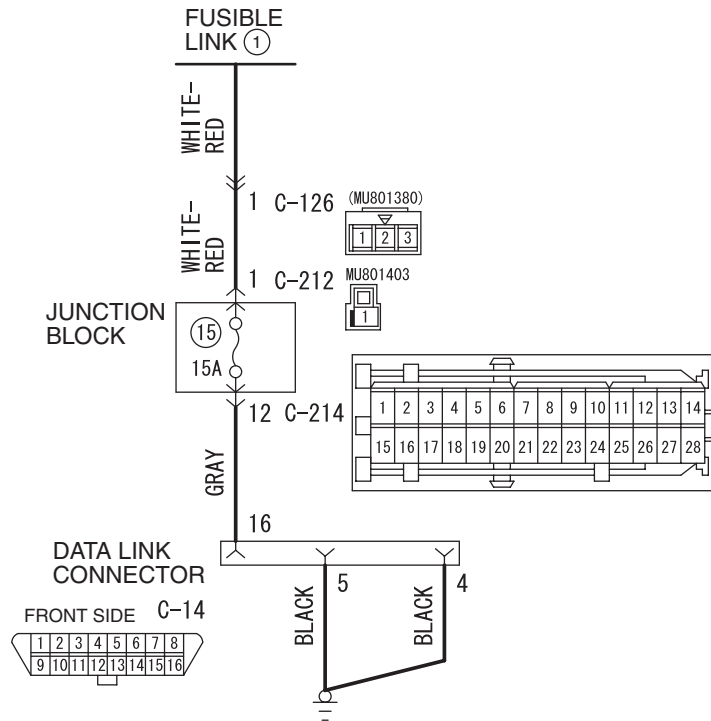 FUSIBLE
LINK ①
WHITE-
RED
1 C-126 (MU801380)
1 2 3
WHITE-
RED
1 C-212 MU801403
1
JUNCTION
BLOCK
⑮
15A
12 C-214
1 2 3 4 5 6 7 8 9 10 11 12 13 14
15 16 17 18 19 20 21 22 23 24 25 26 27 28
GRAY
16
DATA LINK
CONNECTOR
5
4
BLACK
BLACK
FRONT SIDE C-14
1 2 3 4 5 6 7 8
9 10 11 12 13 14 15 16